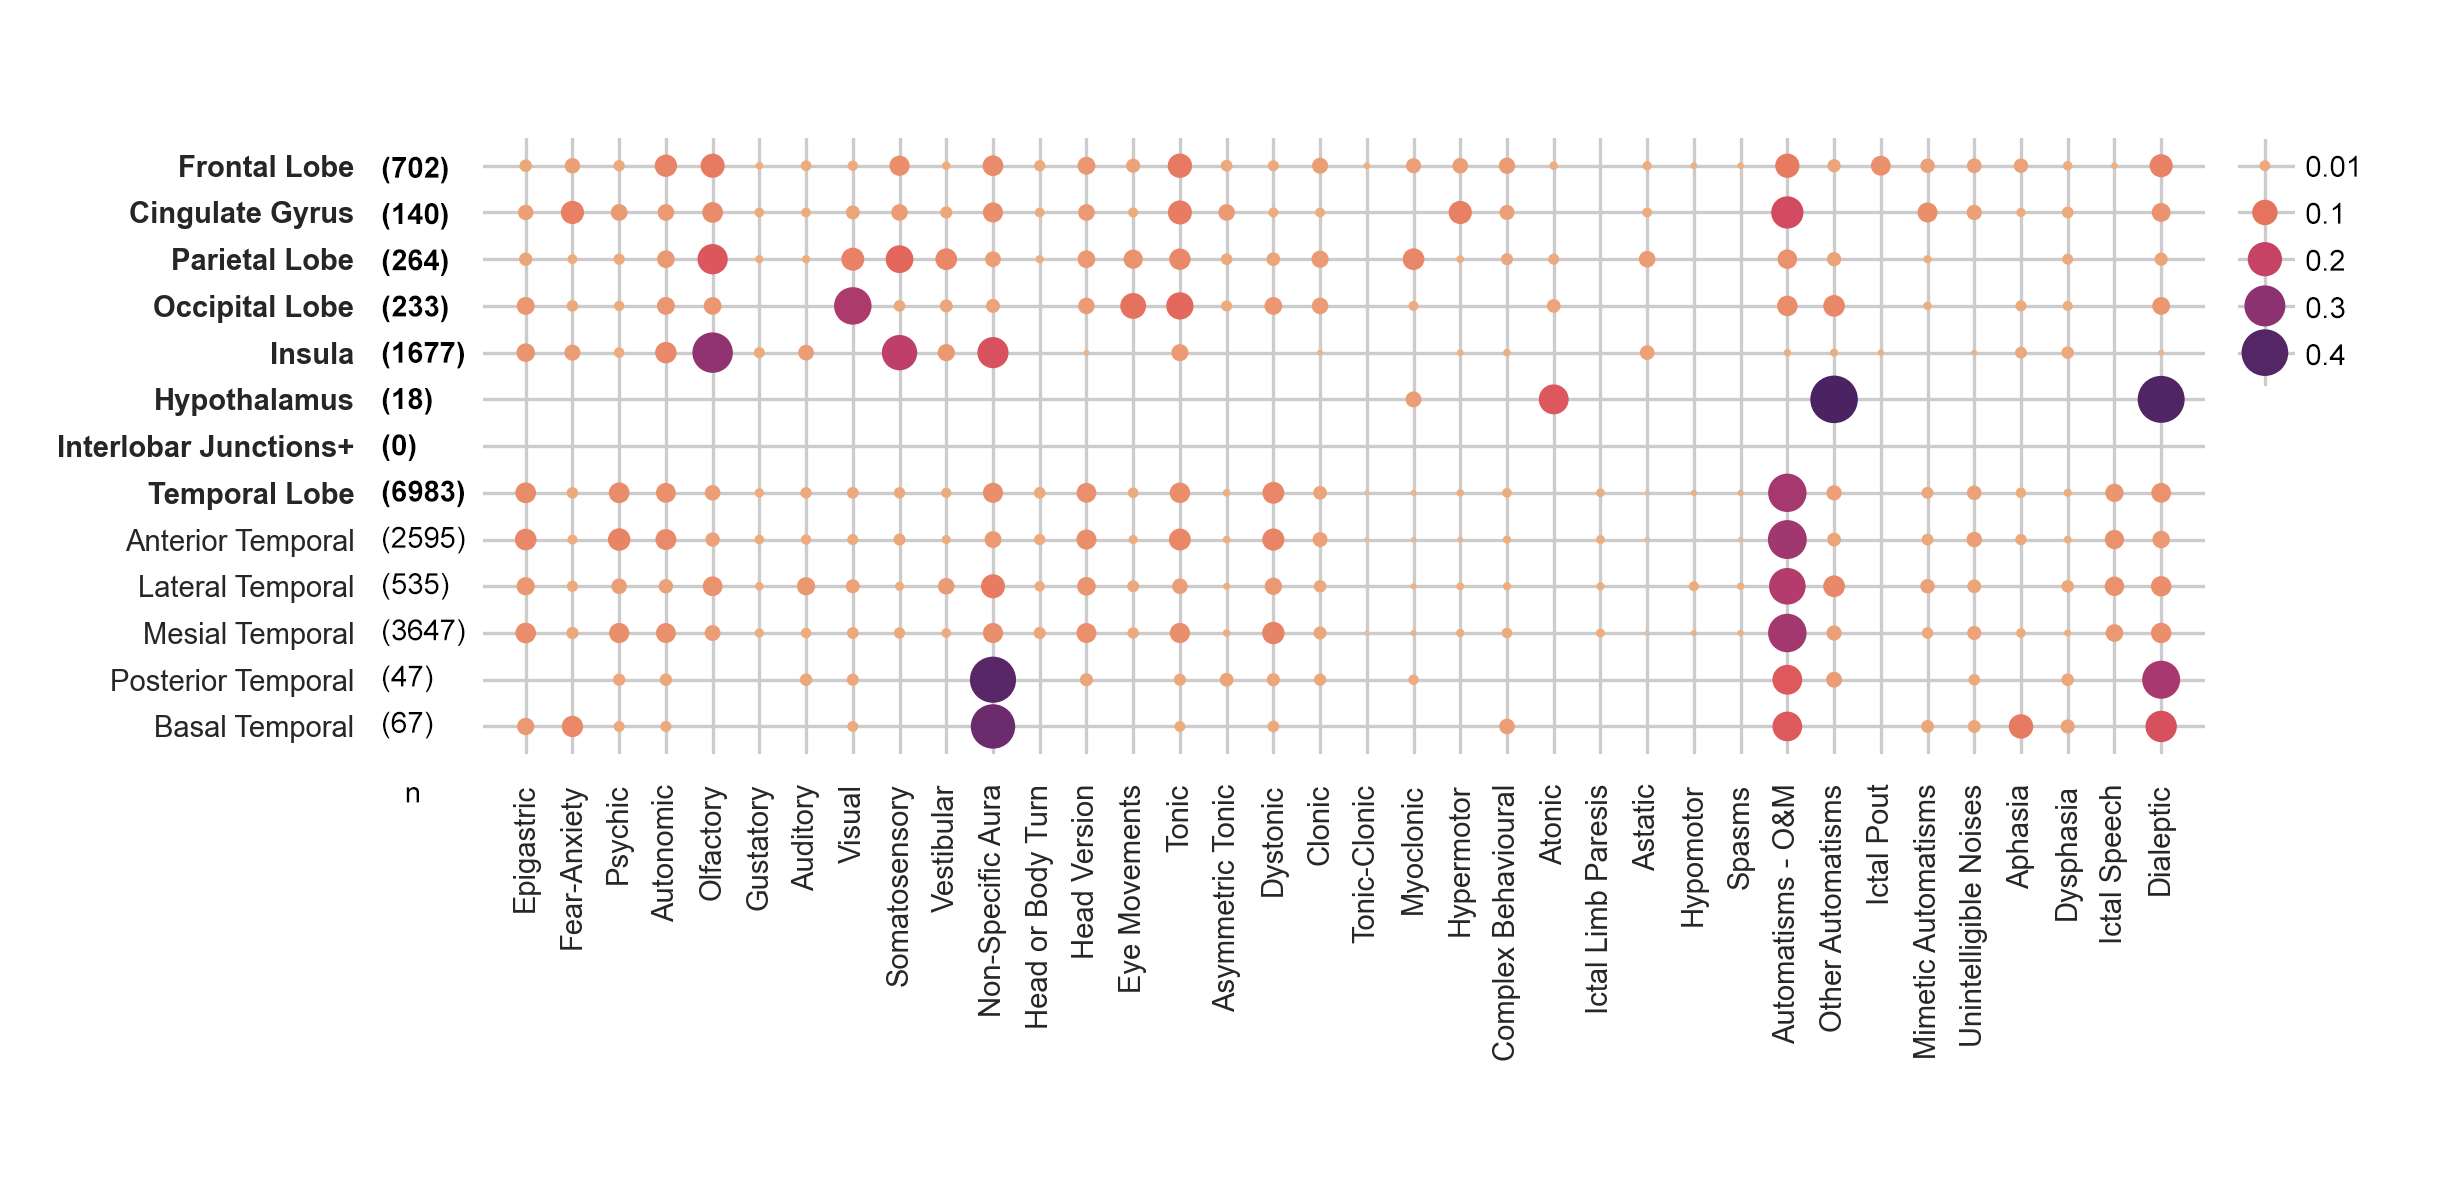 Frontal Lobe (702) 0.01
Cingulate Gyrus (140) 0.1
Parietal Lobe (264) 0.2
Occipital Lobe (233) 0.3
Insula (1677) 0.4
Hypothalamus (18)
Interlobar Junctions+ (0)
Temporal Lobe (6983)
Anterior Temporal (2595)
Lateral Temporal (535)
Mesial Temporal (3647)
Posterior Temporal (47)
Basal Temporal (67)
n
Epigastric
Fear-Anxiety
Psychic
Autonomic
Olfactory
Gustatory
Auditory
Visual
Somatosensory
Vestibular
Non-Specific Aura
Head or Body Turn
Head Version
Eye Movements
Tonic
Asymmetric Tonic
Dystonic
Clonic
Tonic-Clonic
Myoclonic
Hypermotor
Complex Behavioural
Atonic
Ictal Limb Paresis
Astatic
Hypomotor
Spasms
Automatisms - O&M
Other Automatisms
Ictal Pout
Mimetic Automatisms
Unintelligible Noises
Aphasia
Dysphasia
Ictal Speech
Dialeptic